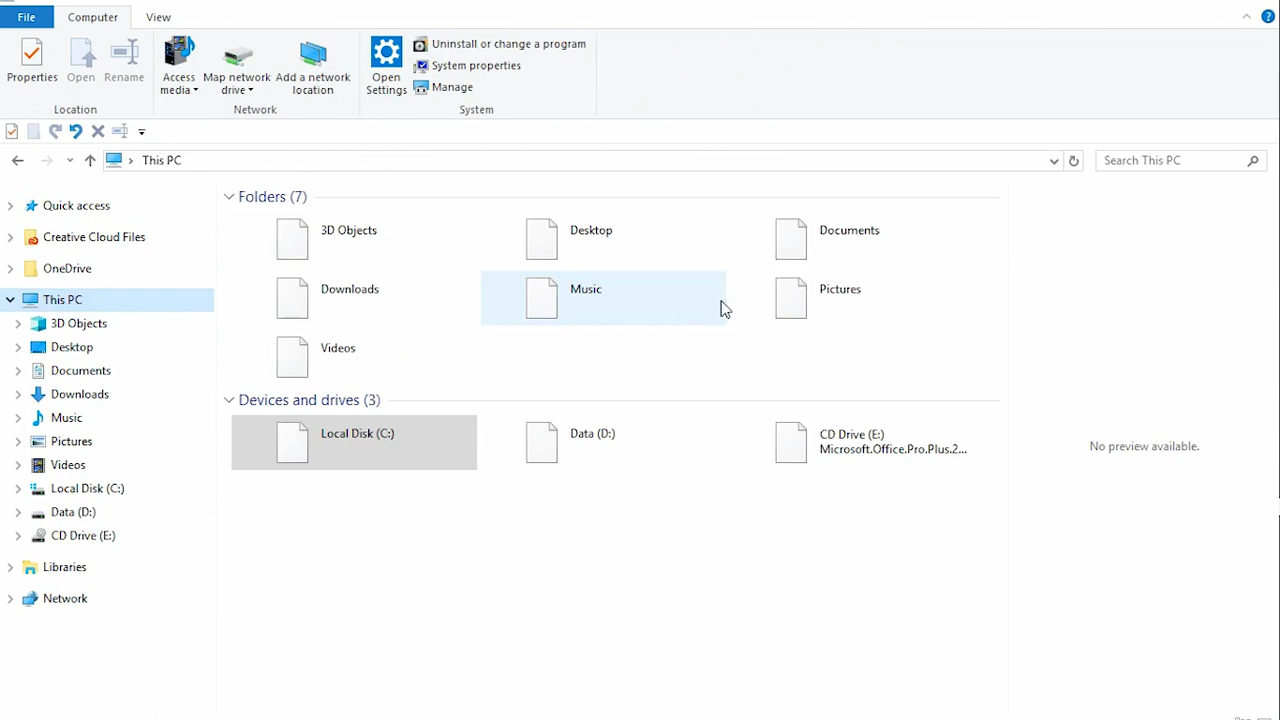 File
Computer
View
Properties
Open
Rename
Access media
Map network drive
Add a network location
Open Settings
Uninstall or change a program
System properties
Manage
Location
Network
System
This PC
Search This PC
Quick access
Creative Cloud Files
OneDrive
This PC
3D Objects
Desktop
Documents
Downloads
Music
Pictures
Videos
Local Disk (C:)
Data (D:)
CD Drive (E:)
Libraries
Network
Folders (7)
3D Objects
Desktop
Documents
Downloads
Music
Pictures
Videos
Devices and drives (3)
Local Disk (C:)
Data (D:)
CD Drive (E:)
Microsoft.Office.Pro.Plus.2...
No preview available.